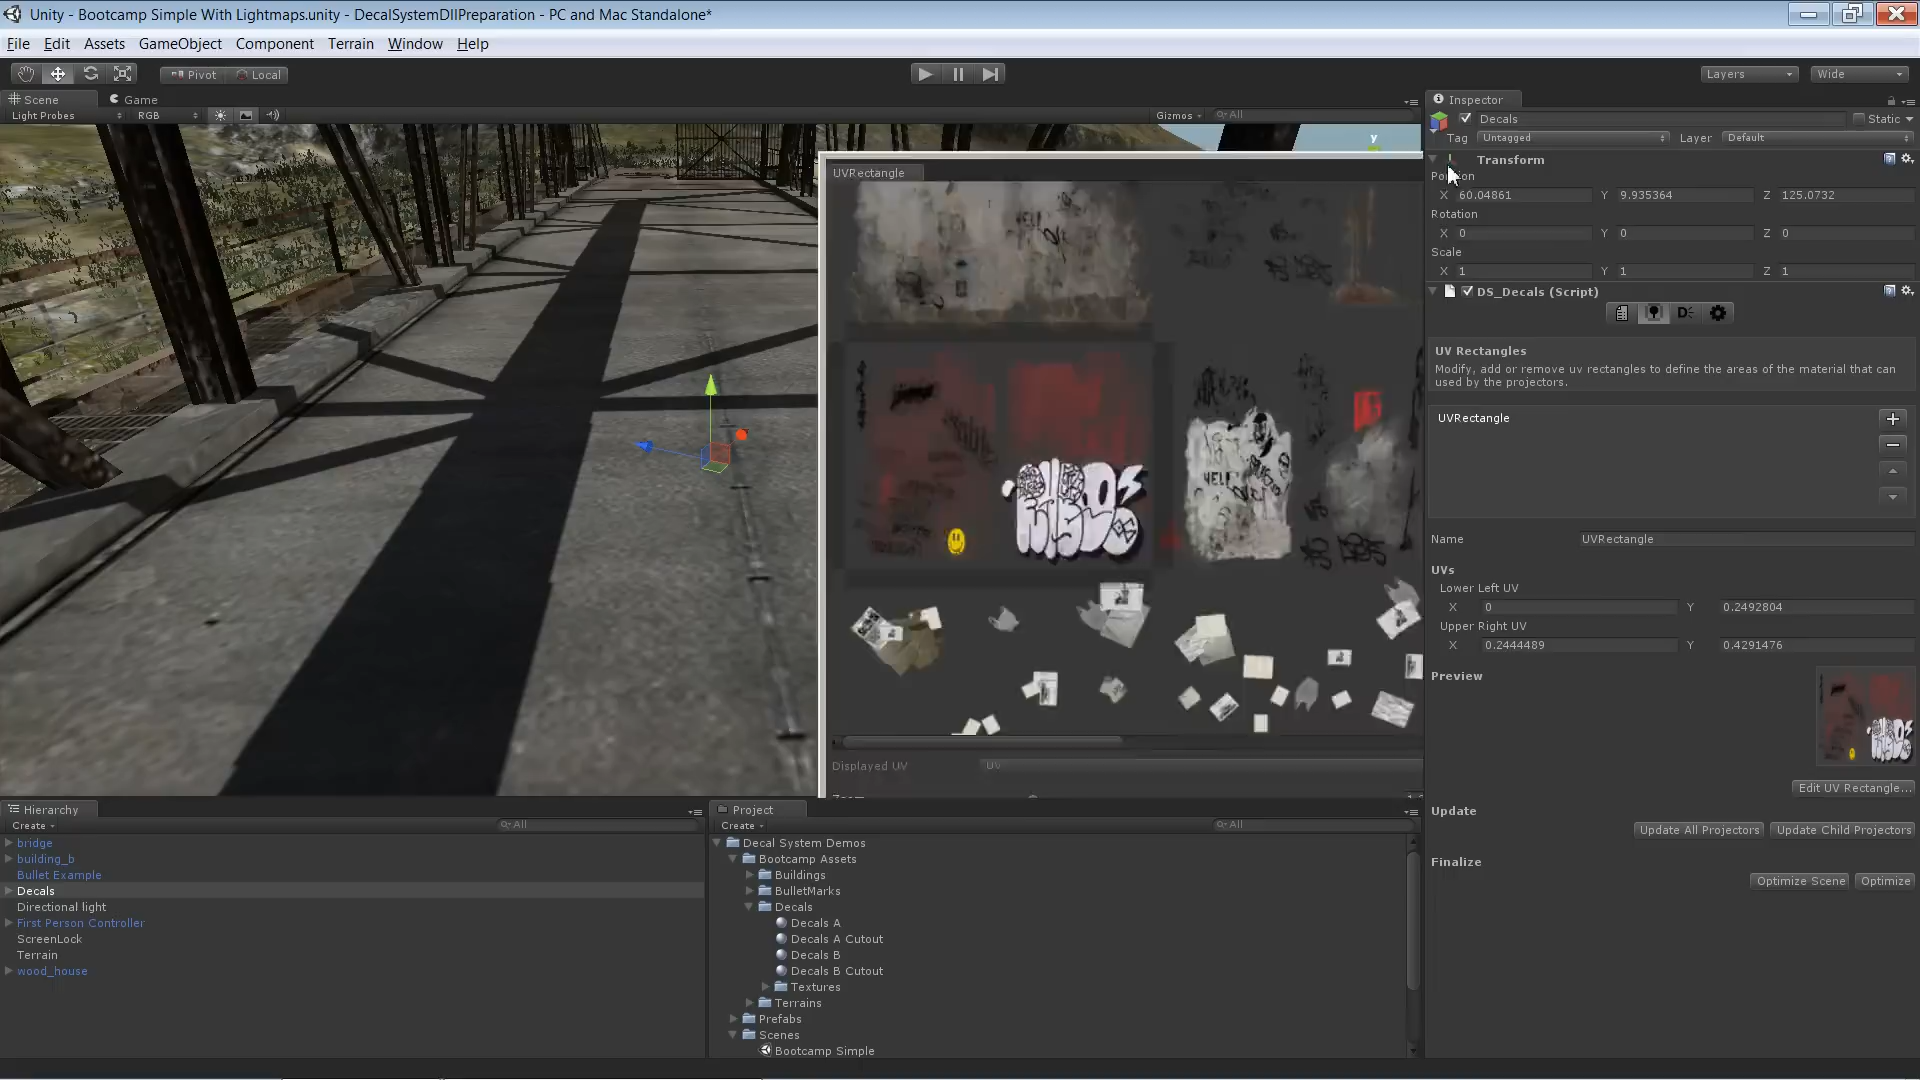 Unity - Bootcamp Simple With Lightmaps.unity - DecalSystemDllPreparation - PC and Mac Standalone*
File Edit Assets GameObject Component Terrain Window Help
Pivot Local Layers Wide
Scene Game
Light Probes RGB Gizmos All
y
UVRectangle
Displayed UV UV
Inspector
Decals Static
Tag Untagged Layer Default
Transform
X 60.04861 Y 9.935364 Z 125.0732
Rotation
X 0 Y 0 Z 0
Scale
X 1 Y 1 Z 1
DS_Decals (Script)
UV Rectangles
Modify, add or remove uv rectangles to define the areas of the material that can
used by the projectors.
UVRectangle
Name UVRectangle
UVs
Lower Left UV
X 0 Y 0.2492804
Upper Right UV
X 0.2444489 Y 0.4291476
Preview
Edit UV Rectangle...
Update
Update All Projectors Update Child Projectors
Finalize
Optimize Scene Optimize
Hierarchy
Create All
bridge
building_b
Bullet Example
Decals
Directional light
First Person Controller
ScreenLock
Terrain
wood_house
Project
Create All
Decal System Demos
Bootcamp Assets
Buildings
BulletMarks
Decals
Decals A
Decals A Cutout
Decals B
Decals B Cutout
Textures
Terrains
Prefabs
Scenes
Bootcamp Simple